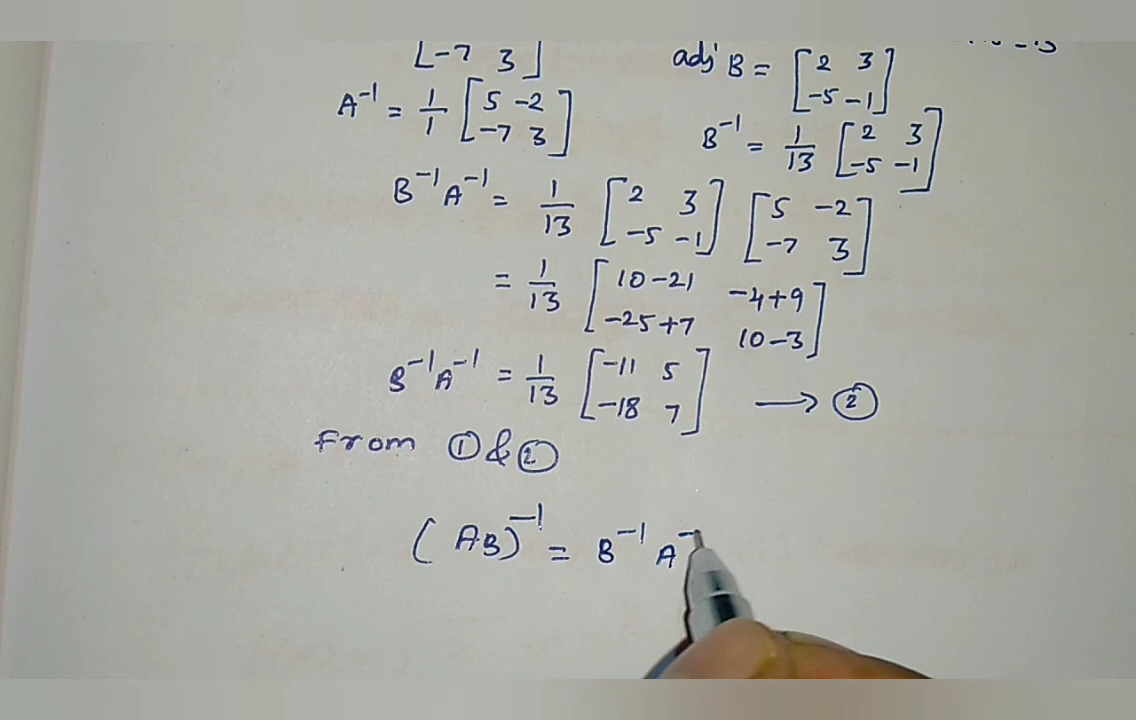 [-7 3]
adj B = [2 3
-5 -1]
A⁻¹ = 1/1 [5 -2
-7 3]
B⁻¹ = 1/13 [2 3
-5 -1]
B⁻¹A⁻¹ = 1/13 [2 3
-5 -1] [5 -2
-7 3]
= 1/13 [10-21 -4+9
-25+7 10-3]
B⁻¹A⁻¹ = 1/13 [-11 5
-18 7] → ②
From ① & ②
(AB)⁻¹ = B⁻¹ A⁻